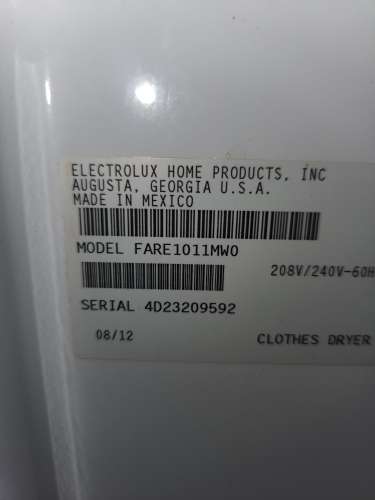 ELECTROLUX HOME PRODUCTS, INC
AUGUSTA, GEORGIA U.S.A.
MADE IN MEXICO
MODEL FARE1011MW0
208V/240V-60H
SERIAL 4D23209592
08/12
CLOTHES DRYER